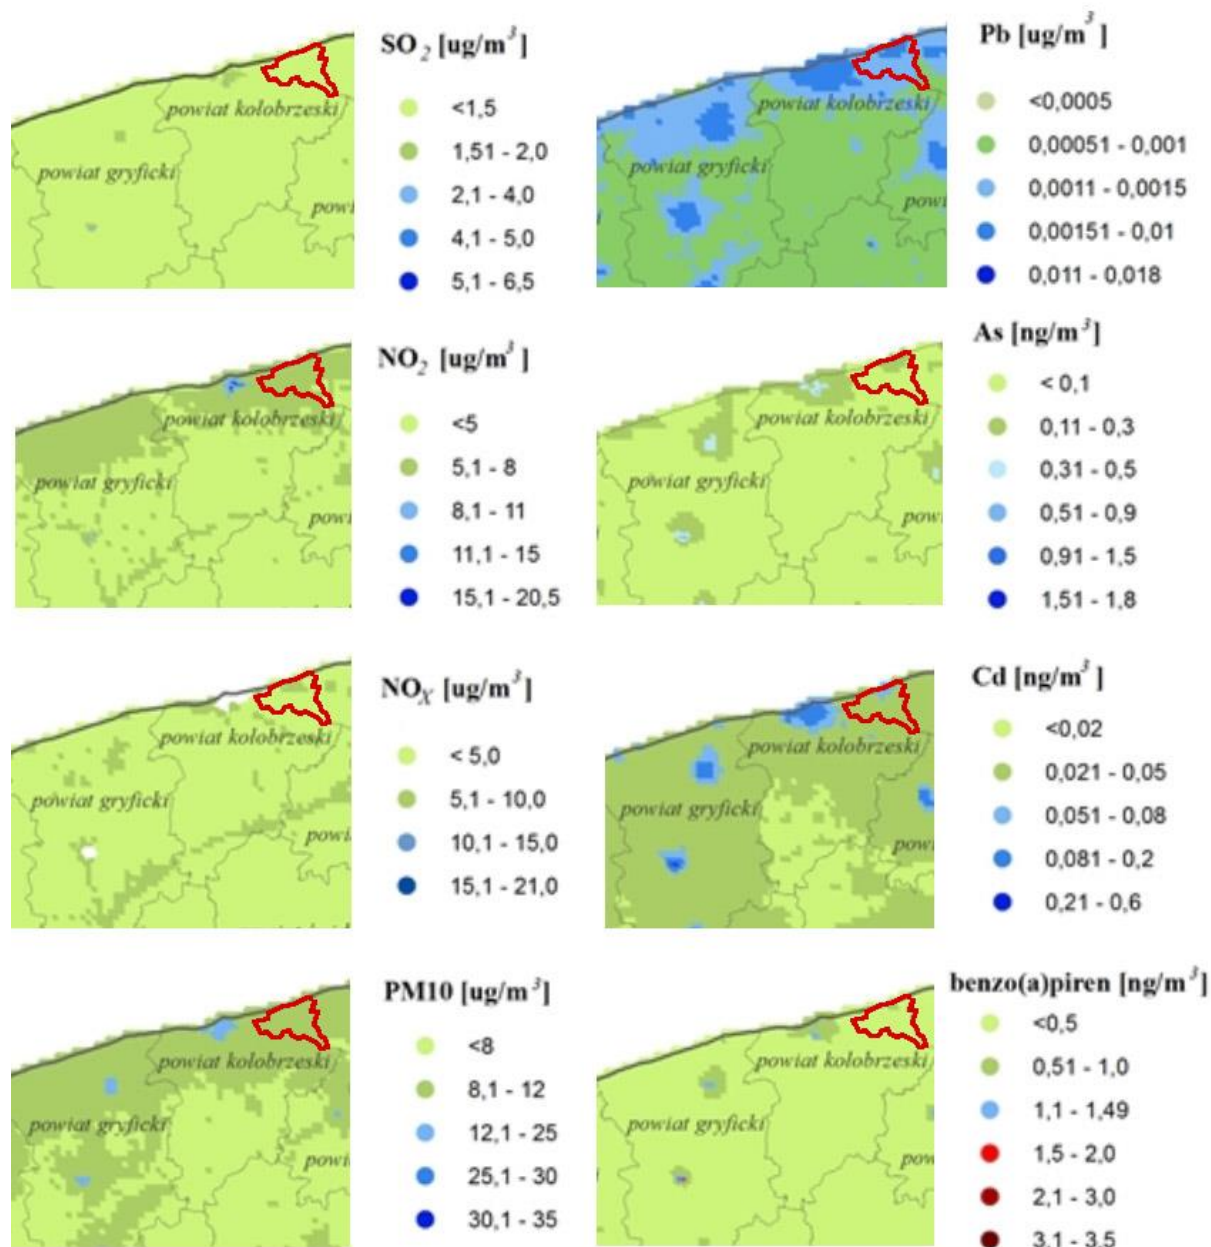 SO₂ [ug/m³]
<1,5
1,51 - 2,0
2,1 - 4,0
4,1 - 5,0
5,1 - 6,5
powiat kołobrzeski
powiat gryficki
powi
Pb [ug/m³]
<0,0005
0,00051 - 0,001
0,0011 - 0,0015
0,00151 - 0,01
0,011 - 0,018
powiat kołobrzeski
powiat gryficki
pow
NO₂ [ug/m³]
<5
5,1 - 8
8,1 - 11
11,1 - 15
15,1 - 20,5
powiat kołobrzeski
powiat gryficki
powi
As [ng/m³]
< 0,1
0,11 - 0,3
0,31 - 0,5
0,51 - 0,9
0,91 - 1,5
1,51 - 1,8
powiat kołobrzeski
powiat gryficki
pow
NOX [ug/m³]
< 5,0
5,1 - 10,0
10,1 - 15,0
15,1 - 21,0
powiat kołobrzeski
powiat gryficki
powi
Cd [ng/m³]
<0,02
0,021 - 0,05
0,051 - 0,08
0,081 - 0,2
0,21 - 0,6
powiat kołobrzeski
powiat gryficki
pow
PM10 [ug/m³]
<8
8,1 - 12
12,1 - 25
25,1 - 30
30,1 - 35
powiat kołobrzeski
powiat gryficki
powi
benzo(a)piren [ng/m³]
<0,5
0,51 - 1,0
1,1 - 1,49
1,5 - 2,0
2,1 - 3,0
3,1 - 3,5
powiat kołobrzeski
powiat gryficki
pow